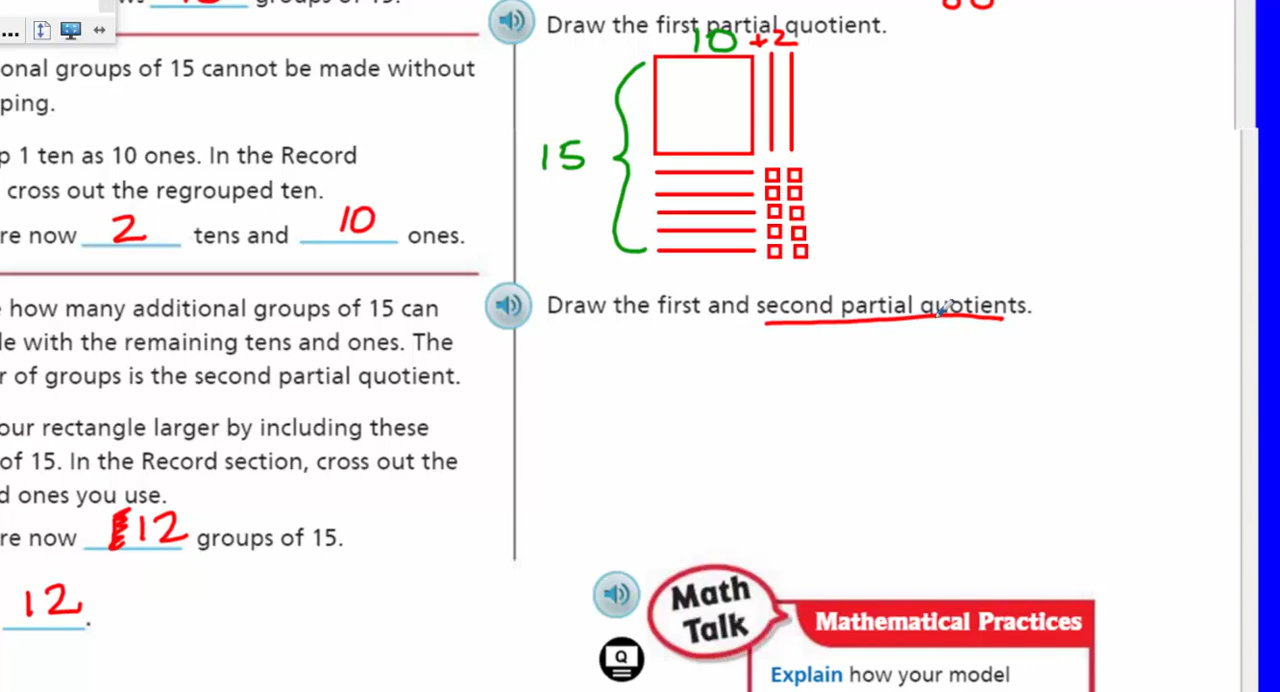 groups of 15.
...
onal groups of 15 cannot be made without
ping.
p 1 ten as 10 ones. In the Record
cross out the regrouped ten.
re now 2 tens and 10 ones.
how many additional groups of 15 can
le with the remaining tens and ones. The
r of groups is the second partial quotient.
our rectangle larger by including these
of 15. In the Record section, cross out the
d ones you use.
re now 12 groups of 15.
12.
Draw the first partial quotient.
10 + 2
15
Draw the first and second partial quotients.
Math
Talk
Mathematical Practices
Q
Explain how your model